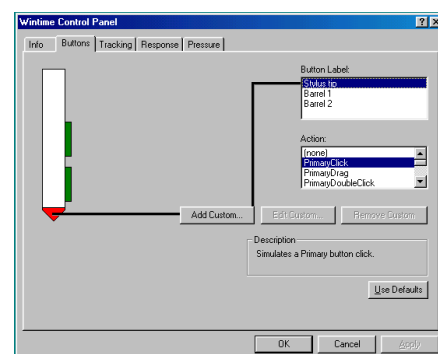 Wintime Control Panel
Info Buttons Tracking Response Pressure
Button Label:
Stylus tip
Barrel 1
Barrel 2
Action:
(none)
PrimaryClick
PrimaryDrag
PrimaryDoubleClick
Add Custom... Edit Custom... Remove Custom
Description
Simulates a Primary button click.
Use Defaults
OK Cancel Apply